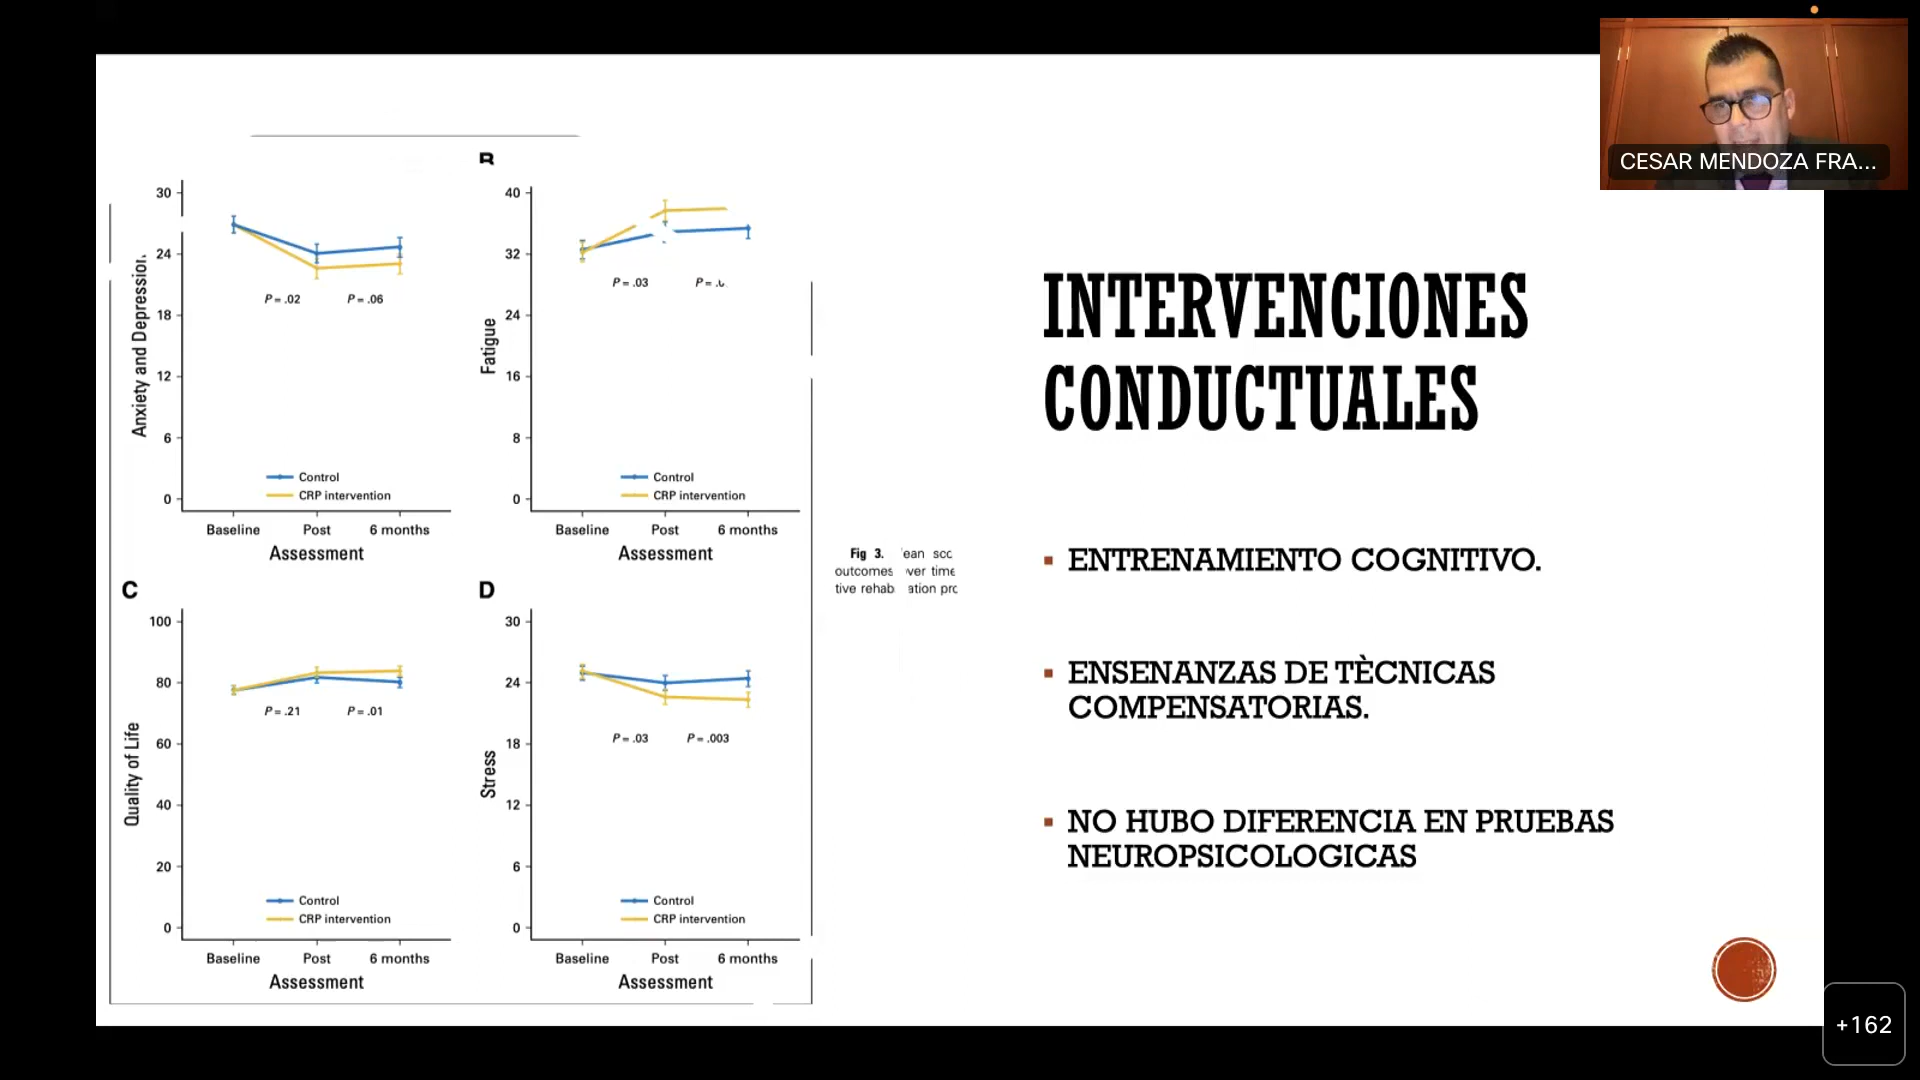 CESAR MENDOZA FRA...
B
30
24
18
12
6
0
Anxiety and Depression
P = .02
P = .06
Control
CRP intervention
Baseline
Post
6 months
Assessment
40
32
24
16
8
0
Fatigue
P = .03
P =
Control
CRP intervention
Baseline
Post
6 months
Assessment
C
100
80
60
40
20
0
Quality of Life
P = .21
P = .01
Control
CRP intervention
Baseline
Post
6 months
Assessment
D
30
24
18
12
6
0
Stress
P = .03
P = .003
Control
CRP intervention
Baseline
Post
6 months
Assessment
Fig 3.
outcomes time
tive
INTERVENCIONES
CONDUCTUALES
ENTRENAMIENTO COGNITIVO.
ENSENANZAS DE TÈCNICAS
COMPENSATORIAS.
NO HUBO DIFERENCIA EN PRUEBAS
NEUROPSICOLOGICAS
+162